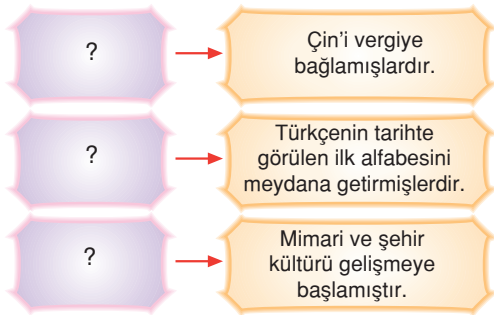 ?
Çin'i vergiye
bağlamışlardır.
?
Türkçenin tarihte
görülen ilk alfabesini
meydana getirmişlerdir.
?
Mimari ve şehir
kültürü gelişmeye
başlamıştır.